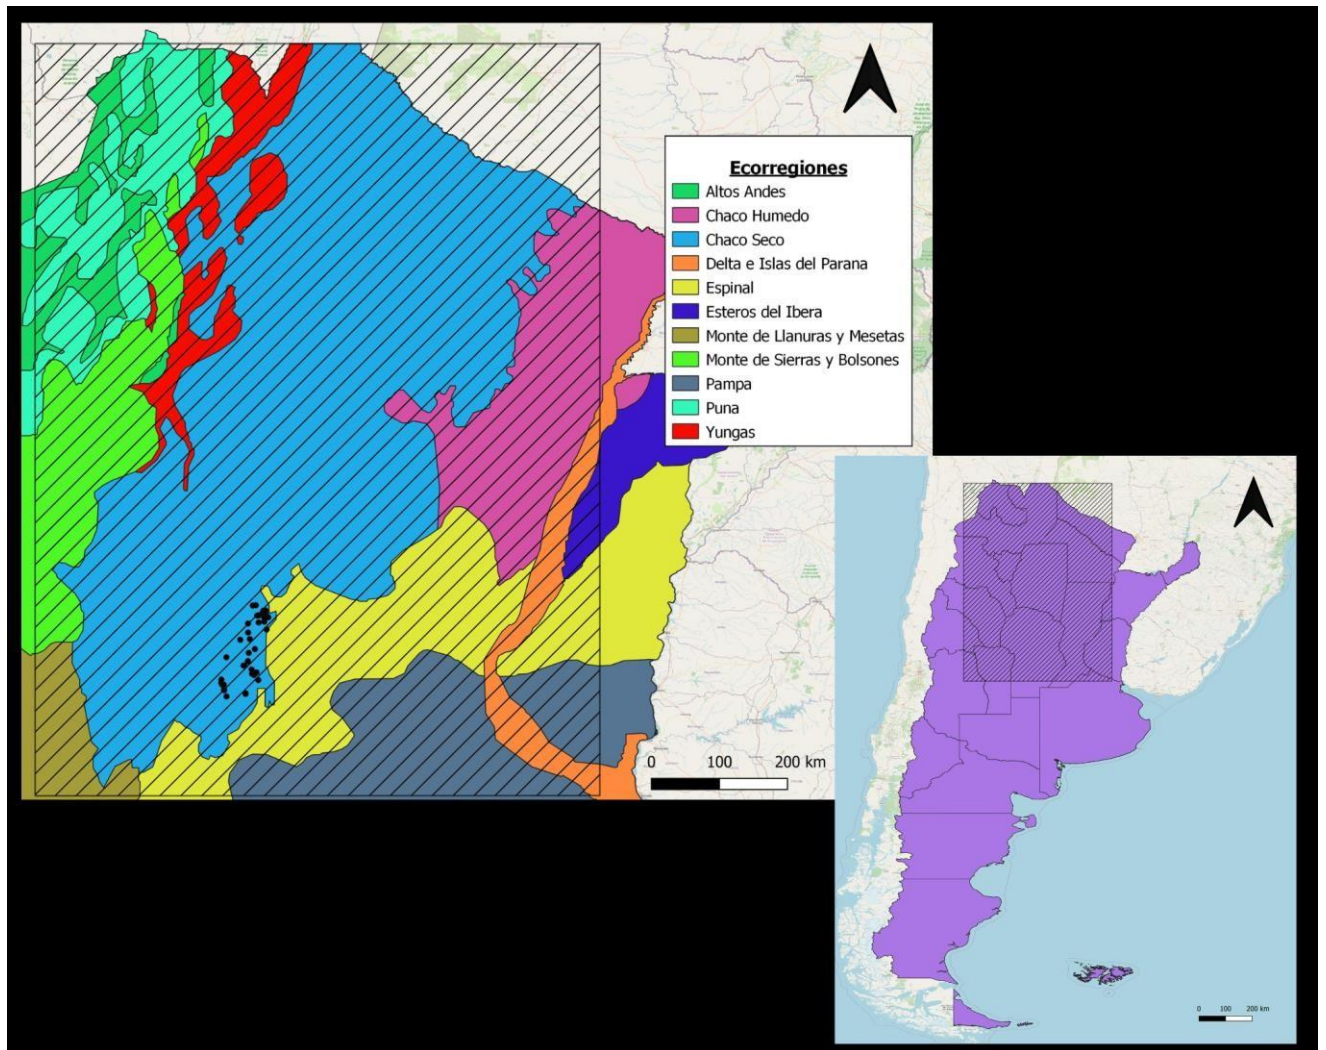 Ecorregiones
Altos Andes
Chaco Humedo
Chaco Seco
Delta e Islas del Parana
Espinal
Esteros del Ibera
Monte de Llanuras y Mesetas
Monte de Sierras y Bolsones
Pampa
Puna
Yungas
0 100 200 km
0 100 200 km